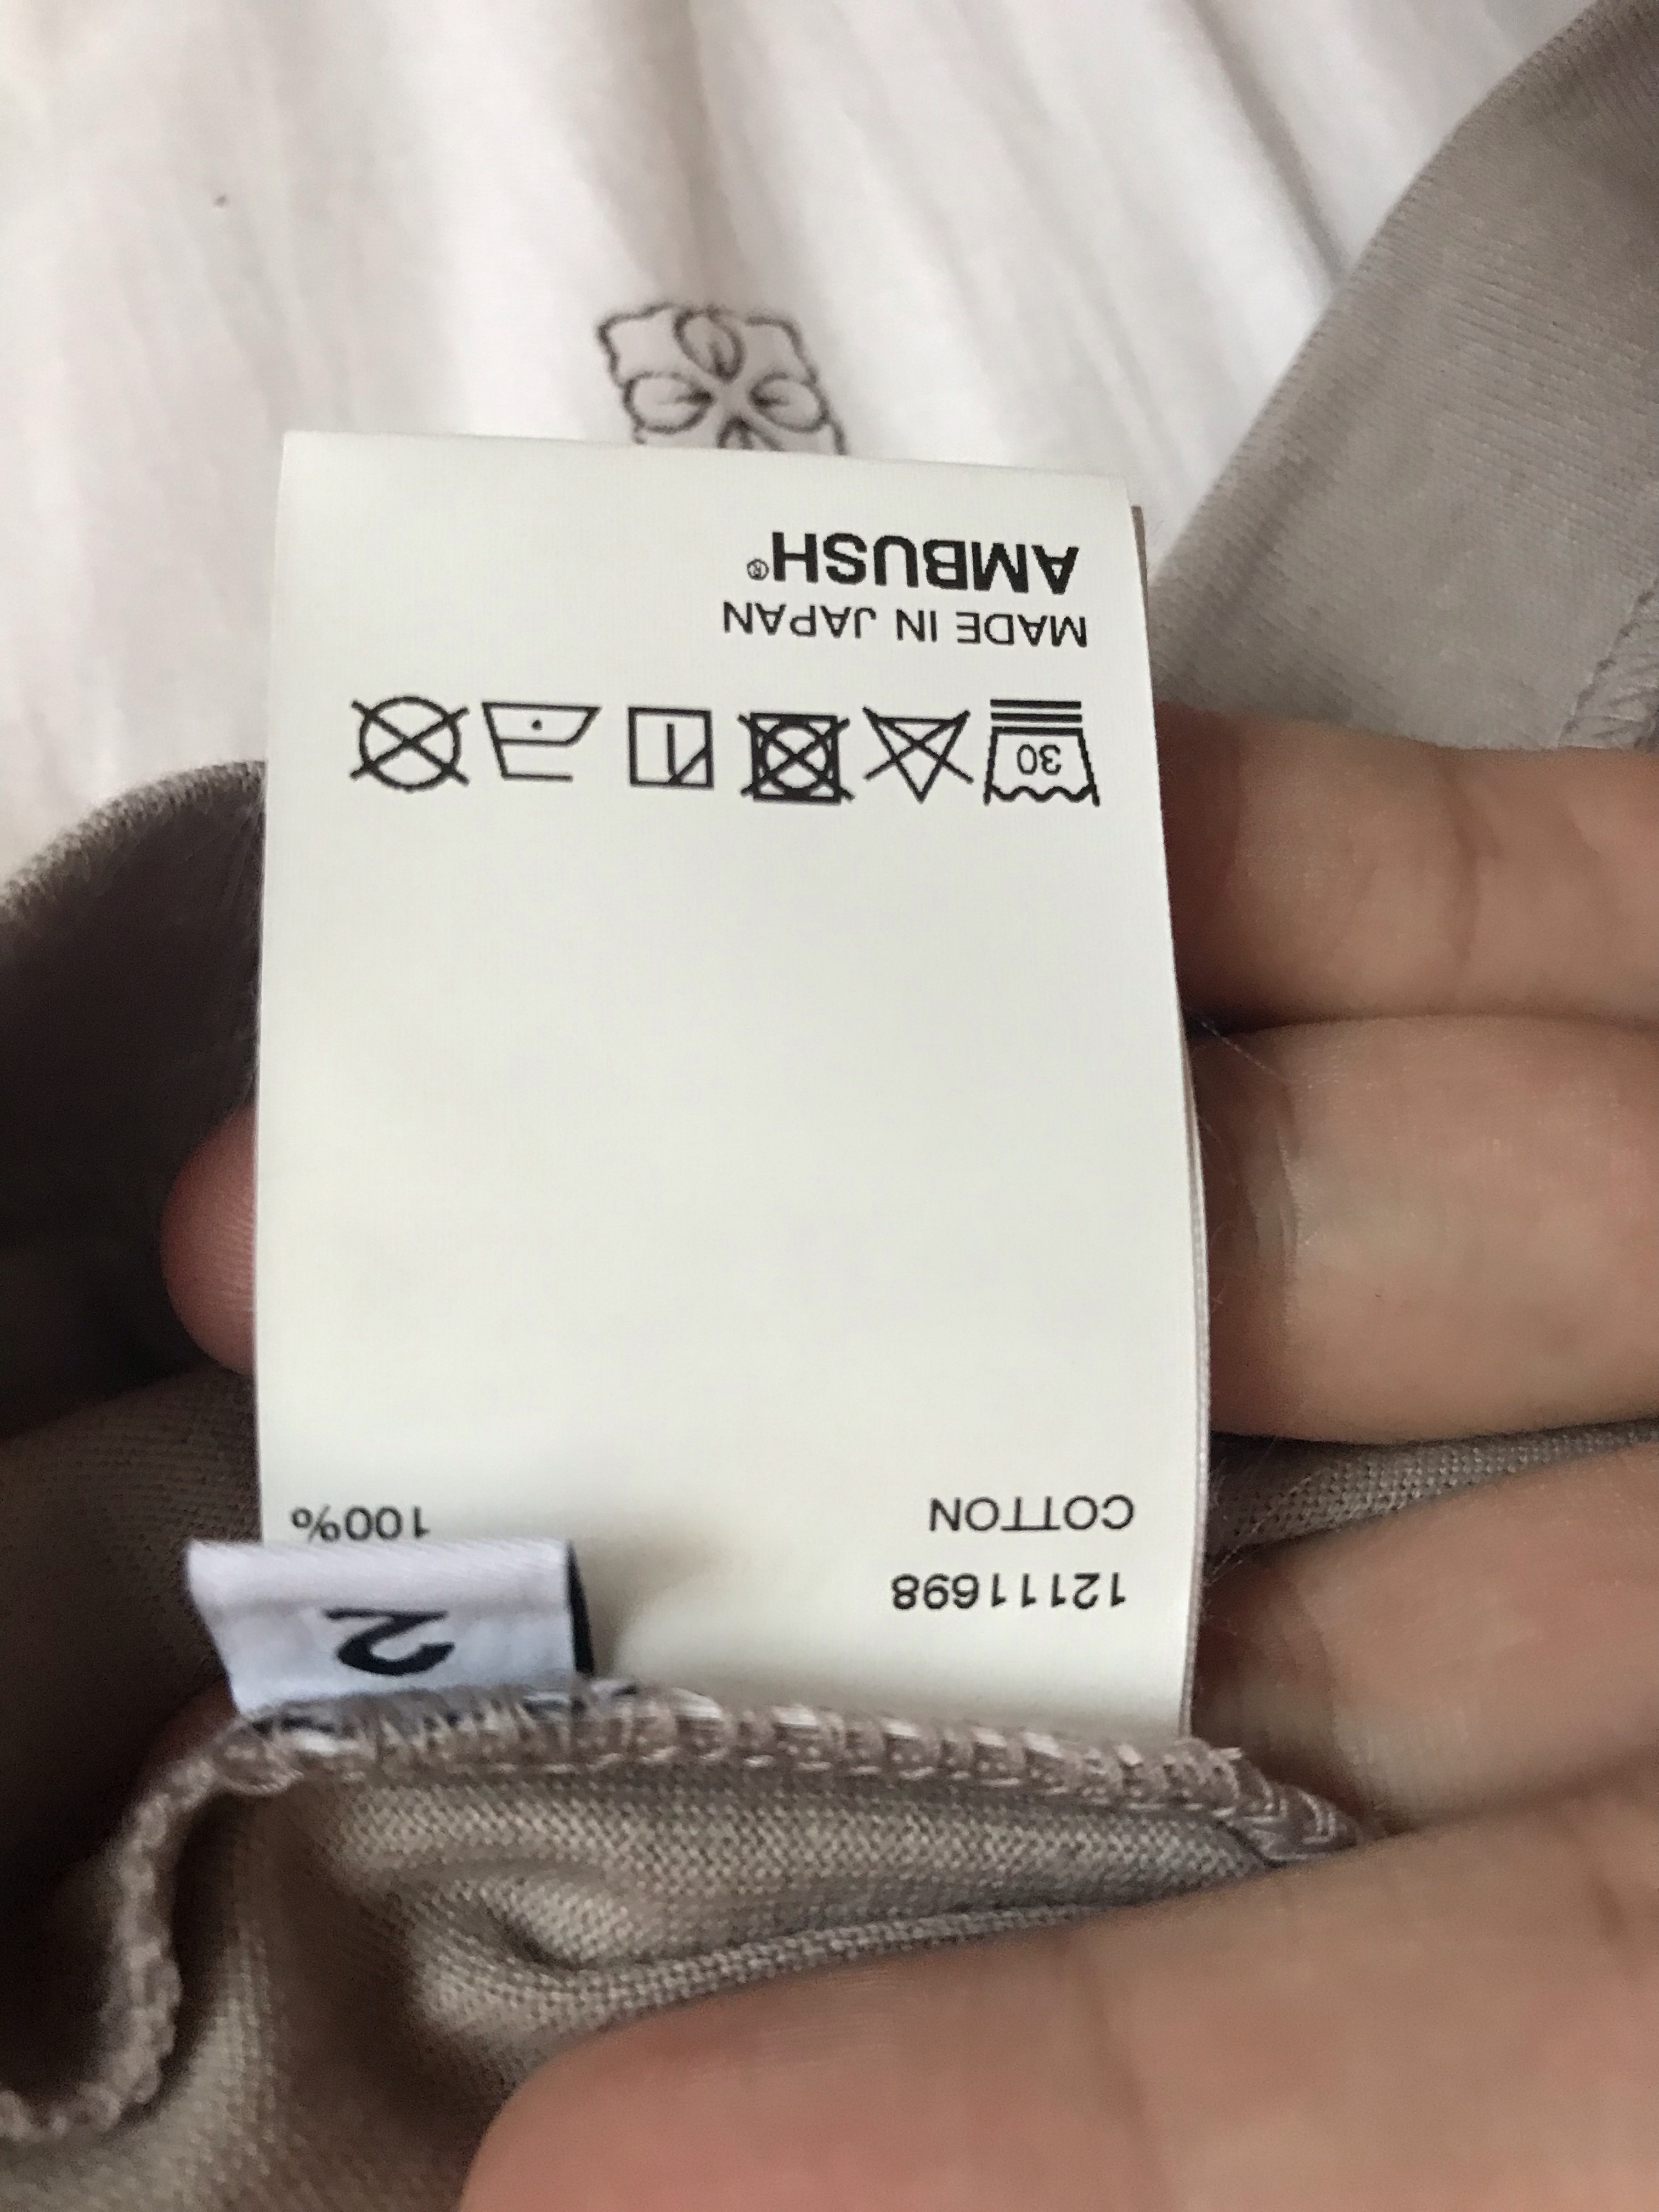 12111698
COTTON 100%
30
MADE IN JAPAN
AMBUSH®
2